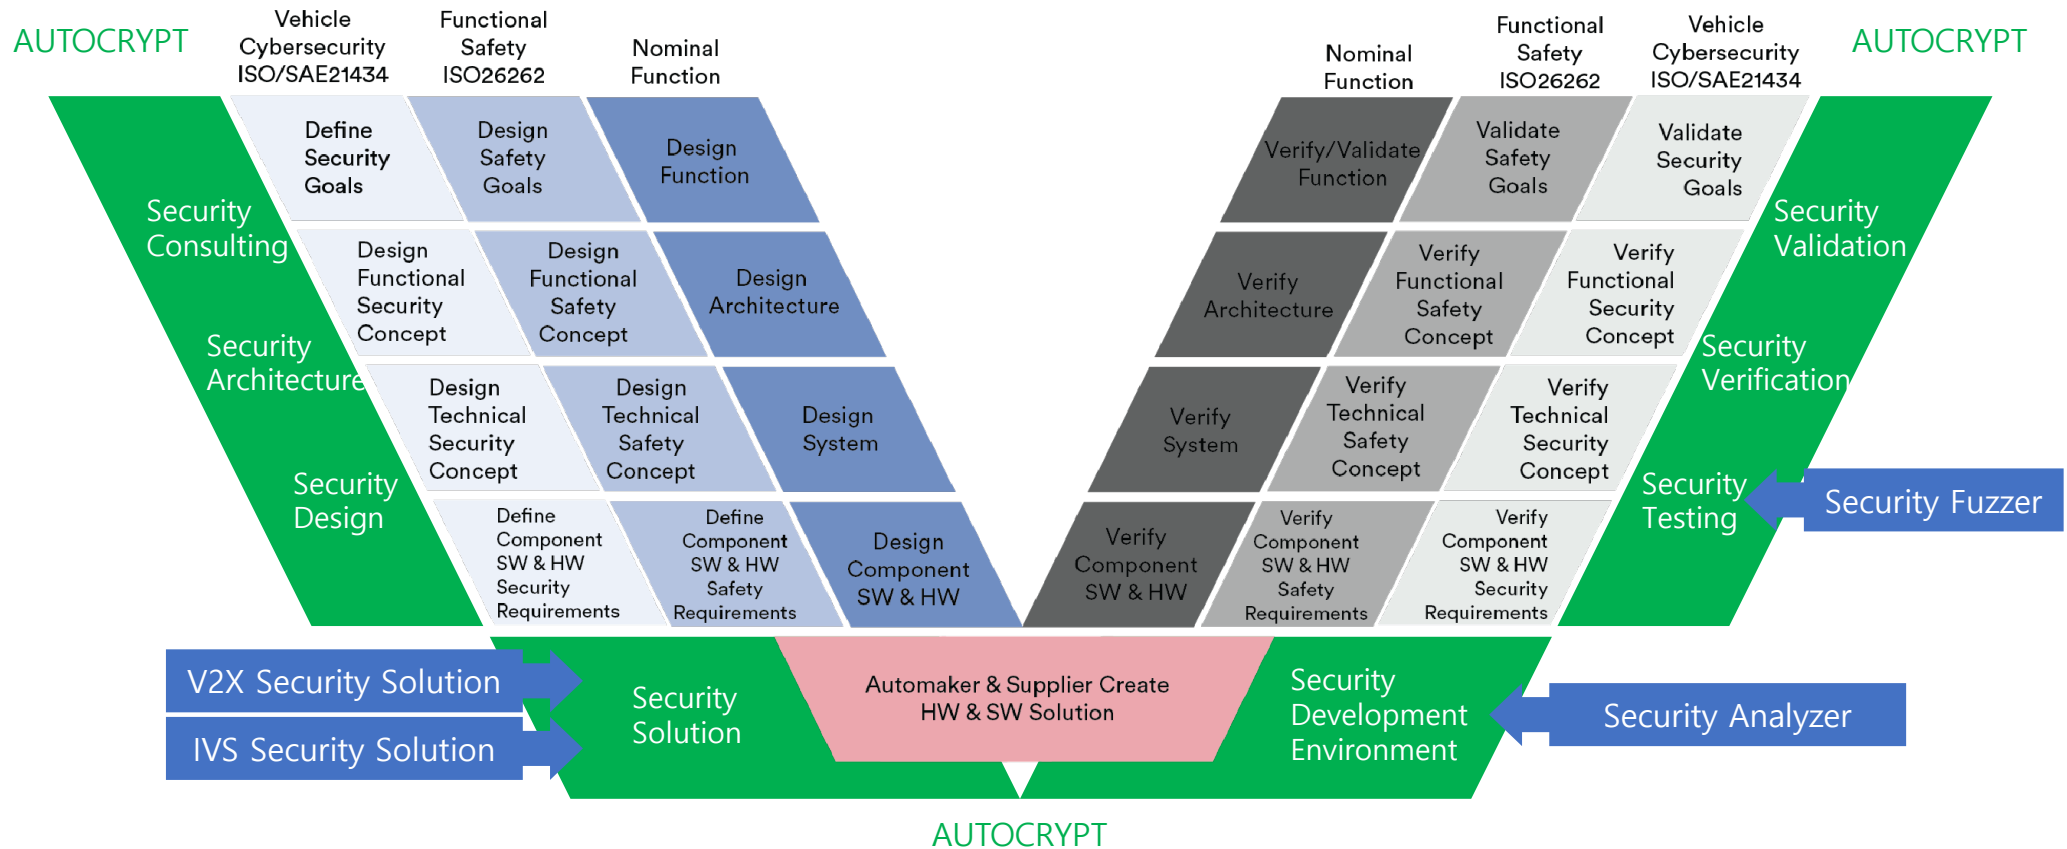 AUTOCRYPT
Vehicle
Cybersecurity
ISO/SAE21434
Functional
Safety
ISO26262
Nominal
Function
Nominal
Function
Functional
Safety
ISO26262
Vehicle
Cybersecurity
ISO/SAE21434
AUTOCRYPT
Security
Consulting
Security
Architecture
Security
Design
Define
Security
Goals
Design
Safety
Goals
Design
Function
Design
Functional
Security
Concept
Design
Functional
Safety
Concept
Design
Architecture
Design
Technical
Security
Concept
Design
Technical
Safety
Concept
Design
System
Define
Component
SW & HW
Security
Requirements
Define
Component
SW & HW
Safety
Requirements
Design
Component
SW & HW
Verify/Validate
Function
Validate
Safety
Goals
Validate
Security
Goals
Verify
Architecture
Verify
Functional
Safety
Concept
Verify
Functional
Security
Concept
Verify
System
Verify
Technical
Safety
Concept
Verify
Technical
Security
Concept
Verify
Component
SW & HW
Verify
Component
SW & HW
Safety
Requirements
Verify
Component
SW & HW
Security
Requirements
Security
Validation
Security
Verification
Security
Testing
Security Fuzzer
V2X Security Solution
IVS Security Solution
Security
Solution
Automaker & Supplier Create
HW & SW Solution
Security
Development
Environment
Security Analyzer
AUTOCRYPT